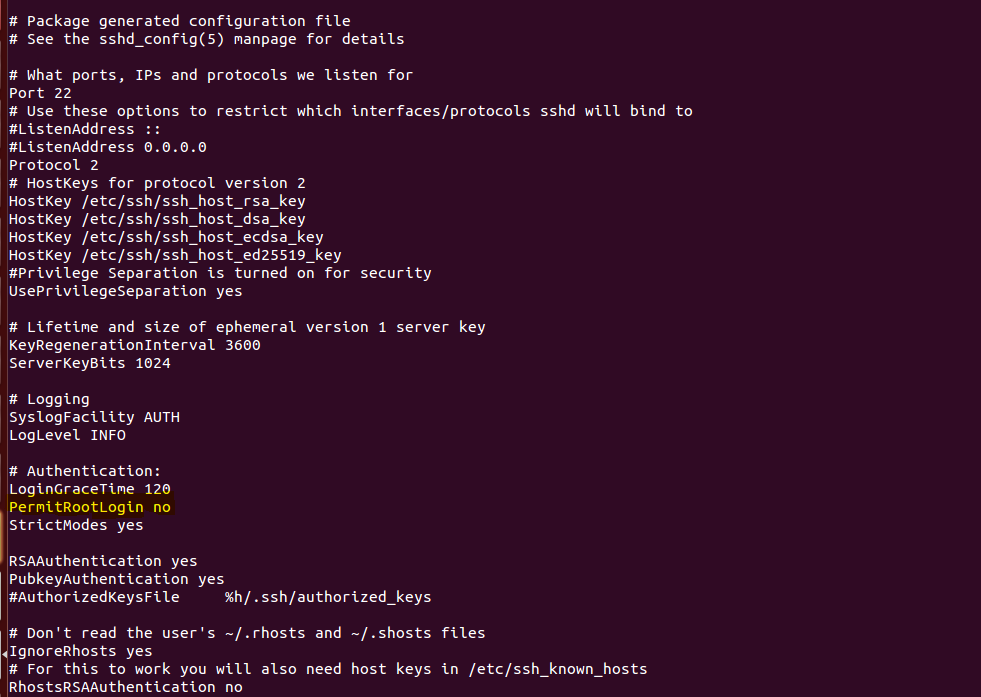 # Package generated configuration file
# See the sshd_config(5) manpage for details
# What ports, IPs and protocols we listen for
Port 22
# Use these options to restrict which interfaces/protocols sshd will bind to
#ListenAddress ::
#ListenAddress 0.0.0.0
Protocol 2
# HostKeys for protocol version 2
HostKey /etc/ssh/ssh_host_rsa_key
HostKey /etc/ssh/ssh_host_dsa_key
HostKey /etc/ssh/ssh_host_ecdsa_key
HostKey /etc/ssh/ssh_host_ed25519_key
#Privilege Separation is turned on for security
UsePrivilegeSeparation yes
# Lifetime and size of ephemeral version 1 server key
KeyRegenerationInterval 3600
ServerKeyBits 1024
# Logging
SyslogFacility AUTH
LogLevel INFO
# Authentication:
LoginGraceTime 120
PermitRootLogin no
StrictModes yes
RSAAuthentication yes
PubkeyAuthentication yes
#AuthorizedKeysFile     %h/.ssh/authorized_keys
# Don't read the user's ~/.rhosts and ~/.shosts files
IgnoreRhosts yes
# For this to work you will also need host keys in /etc/ssh_known_hosts
RhostsRSAAuthentication no